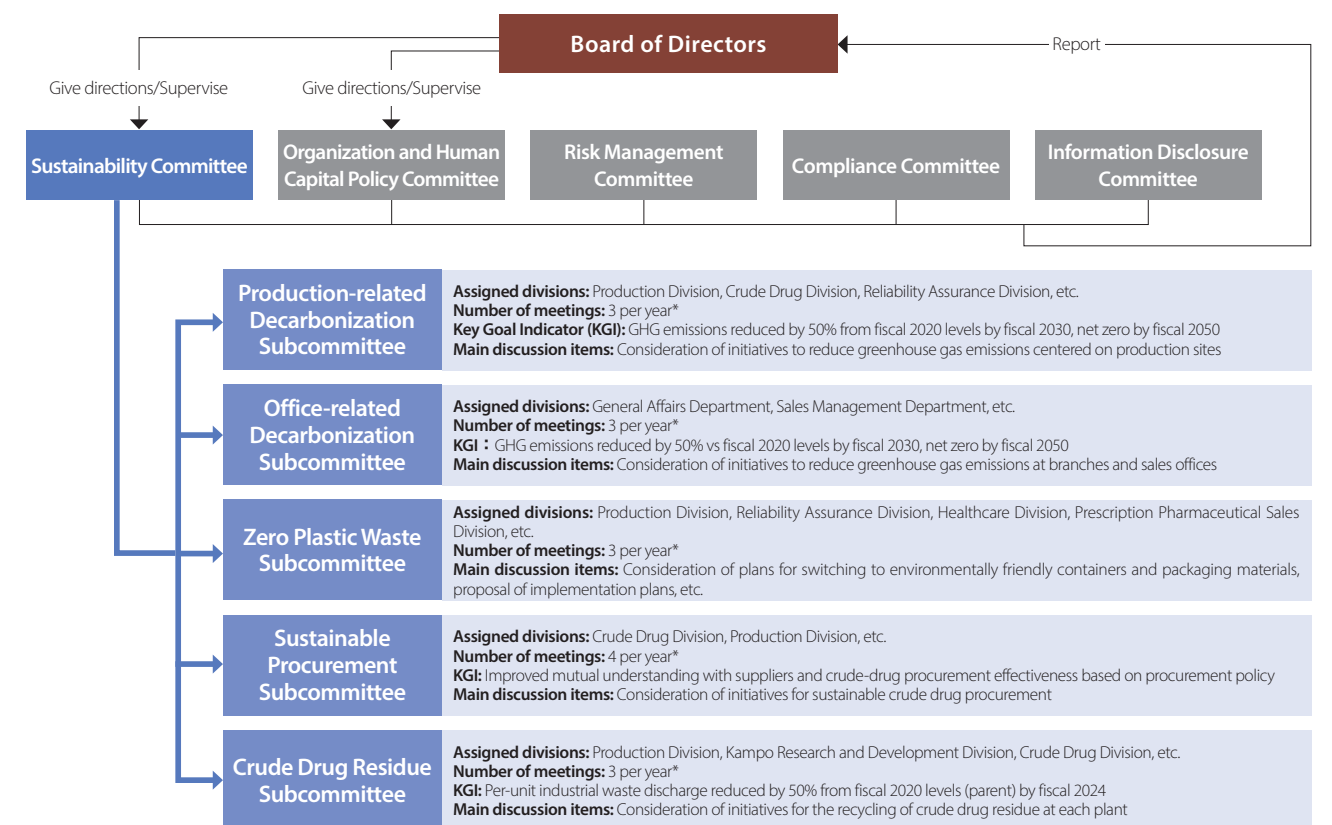 Board of Directors
Report
Give directions/Supervise
Give directions/Supervise
Sustainability Committee
Organization and Human
Capital Policy Committee
Risk Management
Committee
Compliance Committee
Information Disclosure
Committee
Production-related
Decarbonization
Subcommittee
Assigned divisions: Production Division, Crude Drug Division, Reliability Assurance Division, etc.
Number of meetings: 3 per year*
Key Goal Indicator (KGI): GHG emissions reduced by 50% from fiscal 2020 levels by fiscal 2030, net zero by fiscal 2050
Main discussion items: Consideration of initiatives to reduce greenhouse gas emissions centered on production sites
Office-related
Decarbonization
Subcommittee
Assigned divisions: General Affairs Department, Sales Management Department, etc.
Number of meetings: 3 per year*
KGI：GHG emissions reduced by 50% vs fiscal 2020 levels by fiscal 2030, net zero by fiscal 2050
Main discussion items: Consideration of initiatives to reduce greenhouse gas emissions at branches and sales offices
Zero Plastic Waste
Subcommittee
Assigned divisions: Production Division, Reliability Assurance Division, Healthcare Division, Prescription Pharmaceutical Sales
Division, etc.
Number of meetings: 3 per year*
Main discussion items: Consideration of plans for switching to environmentally friendly containers and packaging materials,
proposal of implementation plans, etc.
Sustainable
Procurement
Subcommittee
Assigned divisions: Crude Drug Division, Production Division, etc.
Number of meetings: 4 per year*
KGI: Improved mutual understanding with suppliers and crude-drug procurement effectiveness based on procurement policy
Main discussion items: Consideration of initiatives for sustainable crude drug procurement
Crude Drug Residue
Subcommittee
Assigned divisions: Production Division, Kampo Research and Development Division, Crude Drug Division, etc.
Number of meetings: 3 per year*
KGI: Per-unit industrial waste discharge reduced by 50% from fiscal 2020 levels (parent) by fiscal 2024
Main discussion items: Consideration of initiatives for the recycling of crude drug residue at each plant